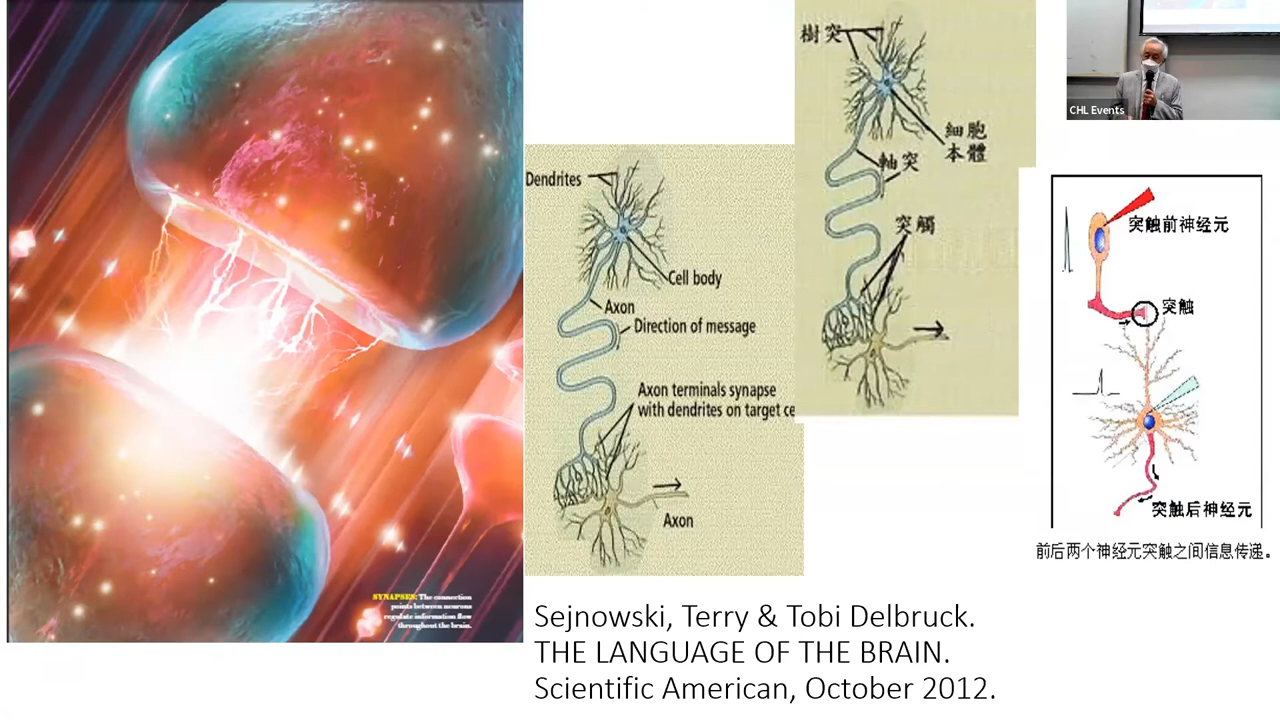 SYNAPSES: The connection
points between neurons
regulate information flow
throughout the brain.
Dendrites
Cell body
Axon
Direction of message
Axon terminals synapse
with dendrites on target ce
Axon
樹突
細胞
本體
軸突
突觸
CHL Events
突触前神经元
突触
突触后神经元
前后两个神经元突触之间信息传递。
Sejnowski, Terry & Tobi Delbruck.
THE LANGUAGE OF THE BRAIN.
Scientific American, October 2012.